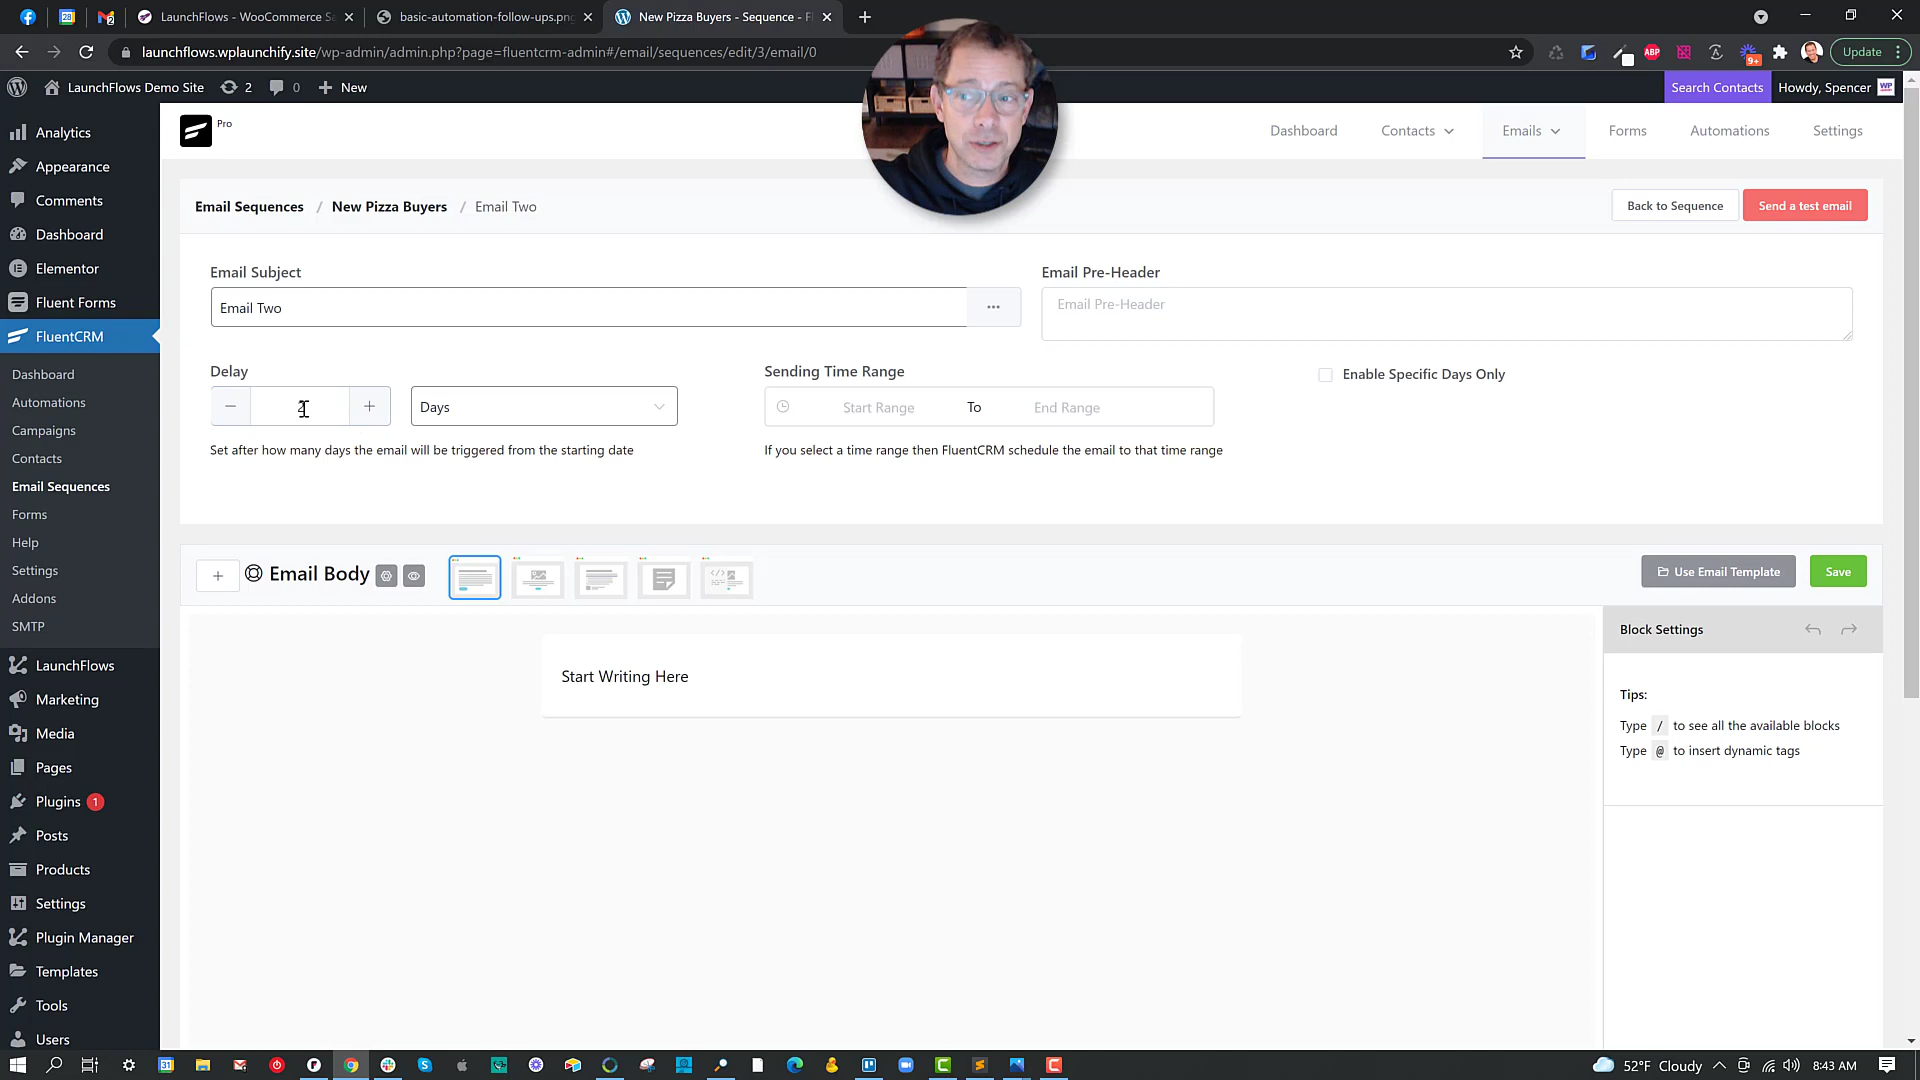 LaunchFlows - WooCommerce Sa
basic-automation-follow-ups.png
New Pizza Buyers - Sequence - F
launchflows.wplaunchify.site/wp-admin/admin.php?page=fluentcrm-admin#/email/sequences/edit/3/email/0
ABP
9+
Update
LaunchFlows Demo Site
2
0
New
Search Contacts
Howdy, Spencer
WP
Analytics
Appearance
Comments
Dashboard
Elementor
Fluent Forms
FluentCRM
Dashboard
Automations
Campaigns
Contacts
Email Sequences
Forms
Help
Settings
Addons
SMTP
LaunchFlows
Marketing
Media
Pages
Plugins 1
Posts
Products
Settings
Plugin Manager
Templates
Tools
Users
Pro
Dashboard
Contacts
Emails
Forms
Automations
Settings
Email Sequences / New Pizza Buyers / Email Two
Back to Sequence
Send a test email
Email Subject
Email Two
Email Pre-Header
Email Pre-Header
Delay
2
Days
Set after how many days the email will be triggered from the starting date
Sending Time Range
Start Range To End Range
If you select a time range then FluentCRM schedule the email to that time range
Enable Specific Days Only
Email Body
Use Email Template
Save
Start Writing Here
Block Settings
Tips:
Type / to see all the available blocks
Type @ to insert dynamic tags
52°F Cloudy
8:43 AM